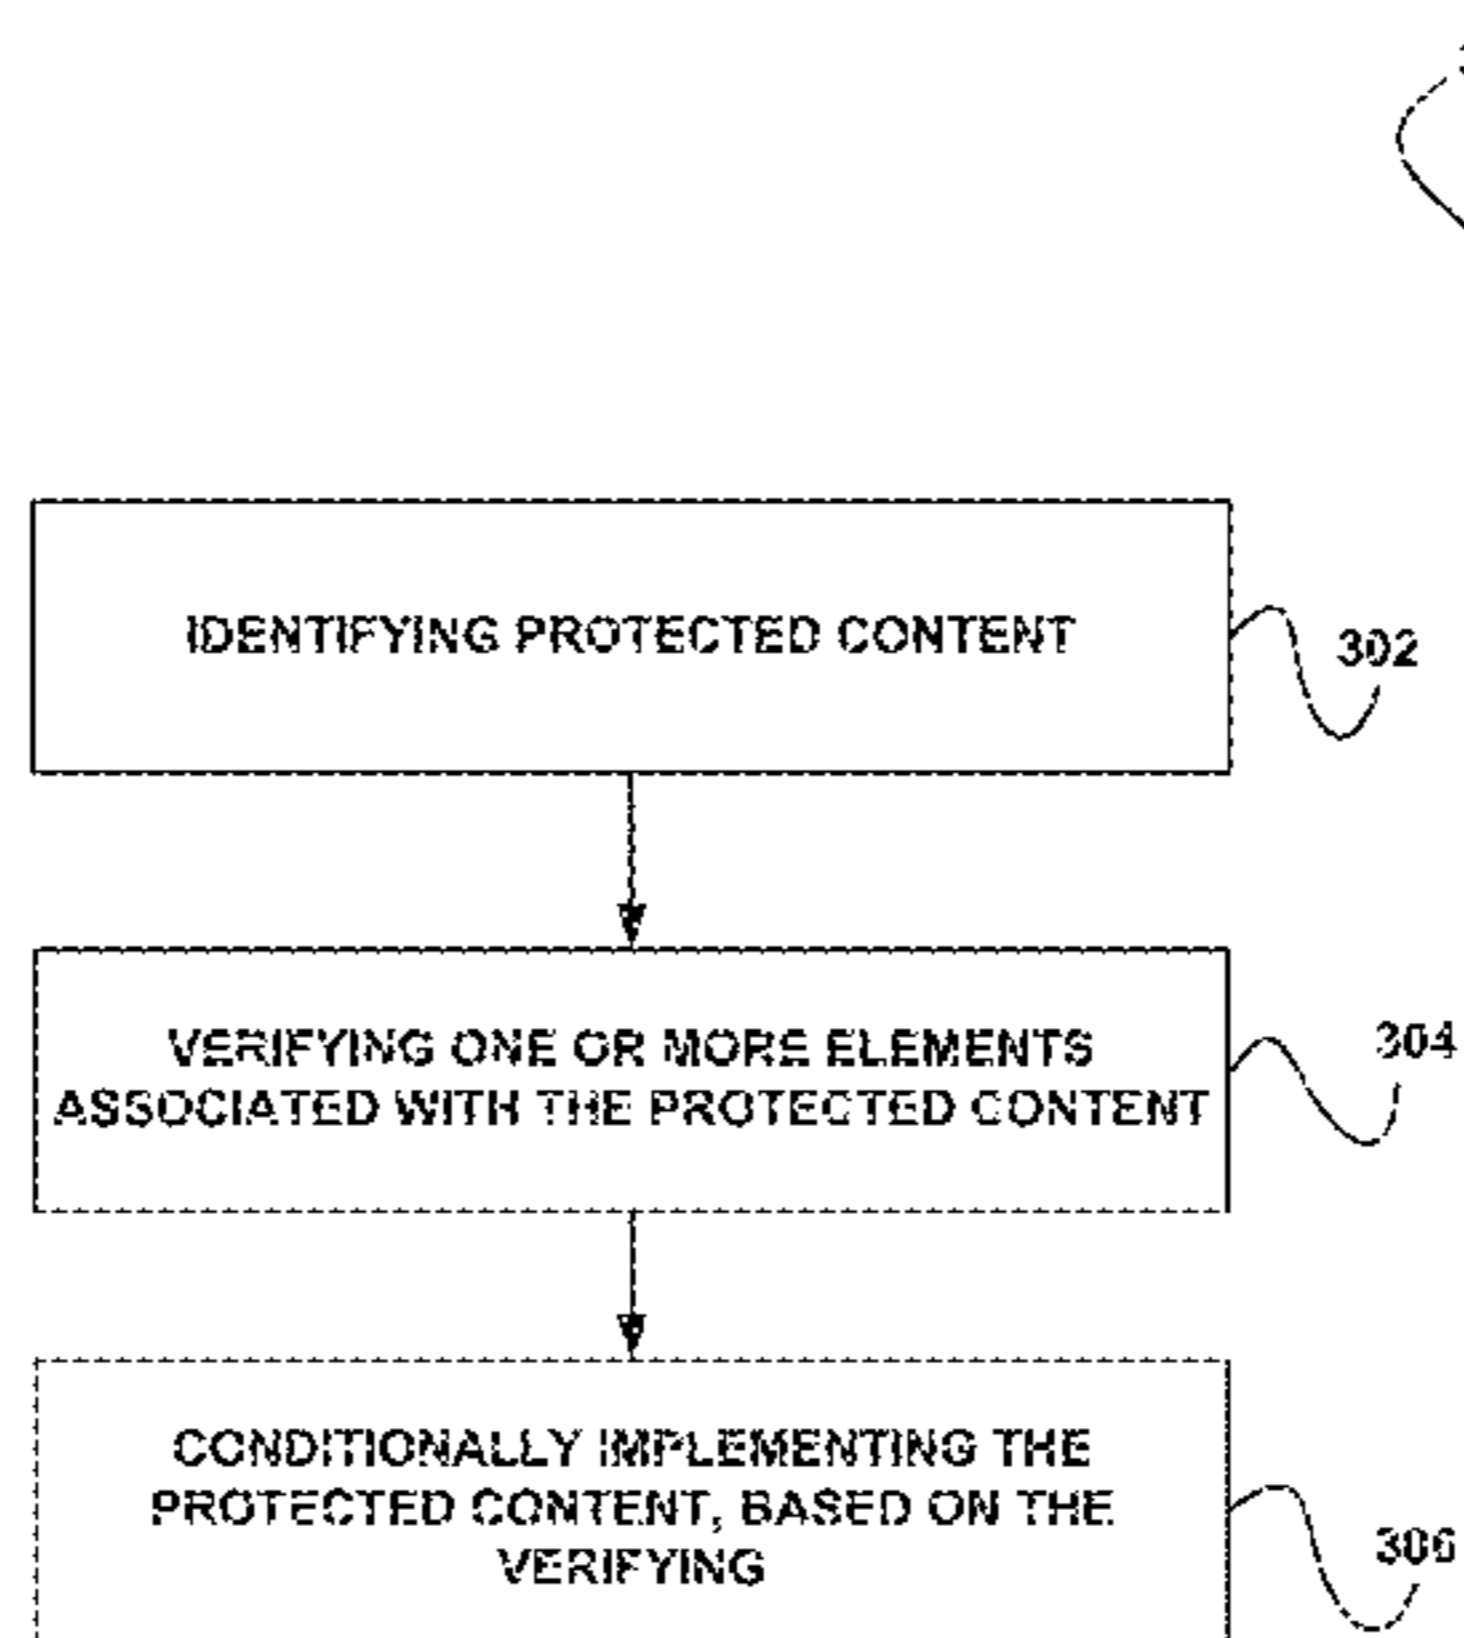 IDENTIFYING PROTECTED CONTENT
302
VERIFYING ONE OR MORE ELEMENTS
ASSOCIATED WITH THE PROTECTED CONTENT
304
CONDITIONALLY IMPLEMENTING THE
PROTECTED CONTENT, BASED ON THE
VERIFYING
306